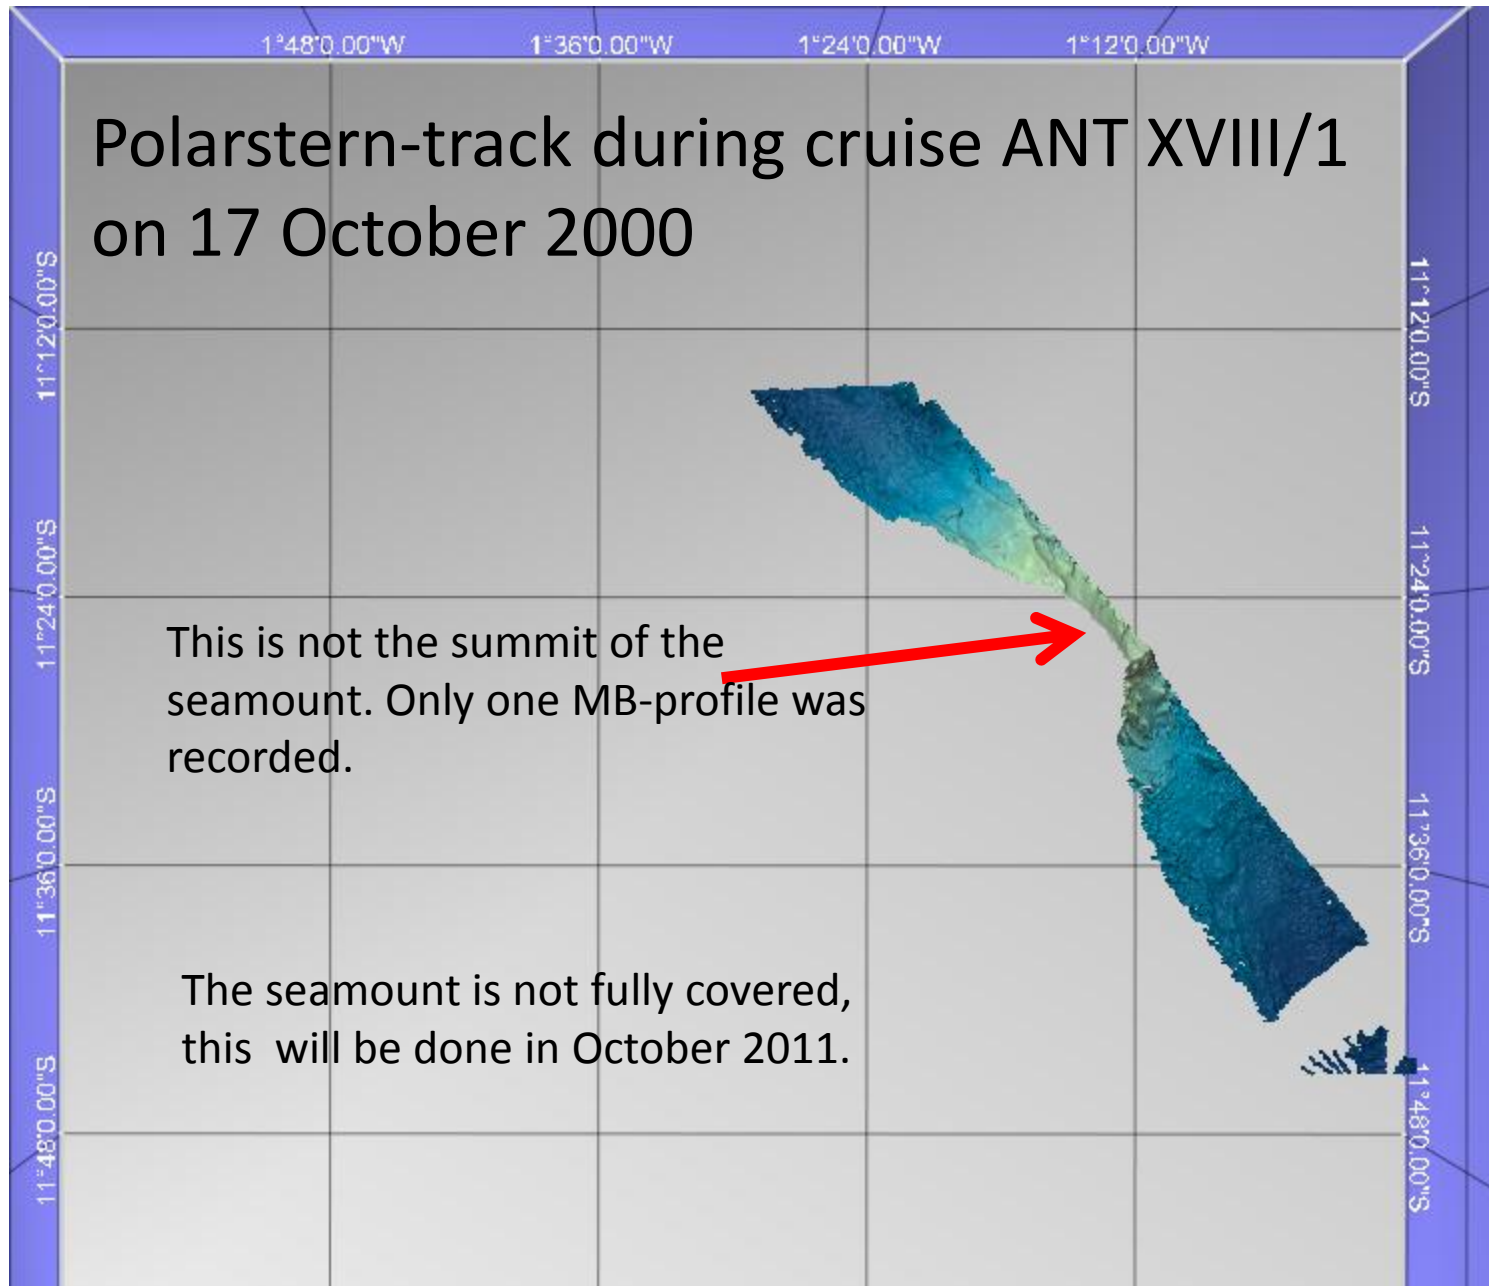 1°48'0.00"W 1°36'0.00"W 1°24'0.00"W 1°12'0.00"W
Polarstern-track during cruise ANT XVIII/1
on 17 October 2000
11°12'0.00"S
11°12'0.00"S
11°24'0.00"S
11°24'0.00"S
This is not the summit of the
seamount. Only one MB-profile was
recorded.
11°36'0.00"S
11°36'0.00"S
The seamount is not fully covered,
this will be done in October 2011.
11°48'0.00"S
11°48'0.00"S